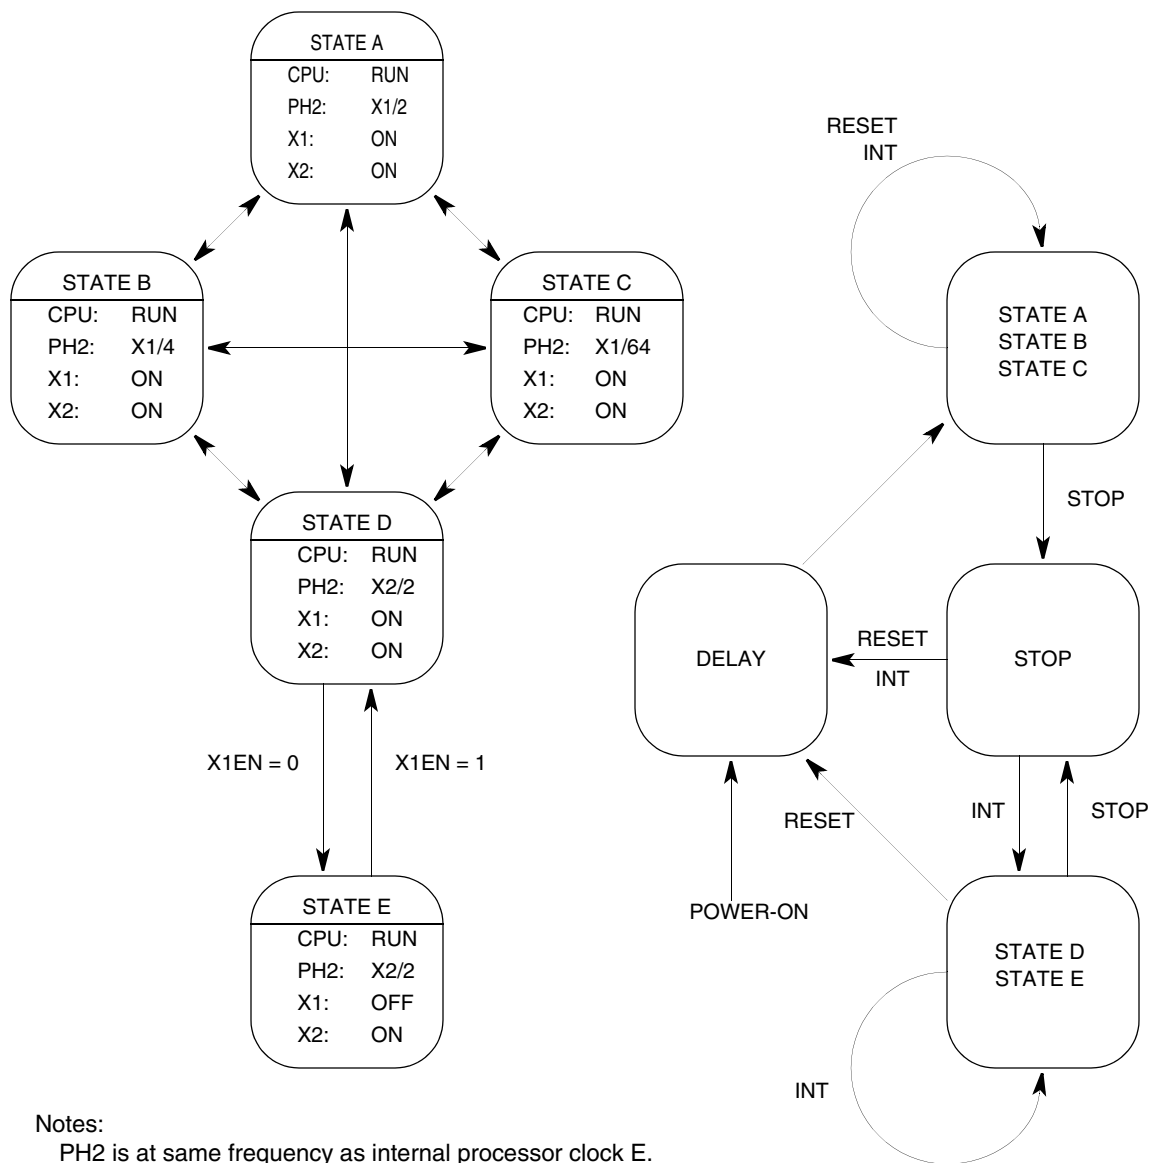 STATE A
CPU: RUN
PH2: X1/2
X1: ON
X2: ON
STATE B
CPU: RUN
PH2: X1/4
X1: ON
X2: ON
STATE C
CPU: RUN
PH2: X1/64
X1: ON
X2: ON
STATE D
CPU: RUN
PH2: X2/2
X1: ON
X2: ON
X1EN = 0
X1EN = 1
STATE E
CPU: RUN
PH2: X2/2
X1: OFF
X2: ON
RESET
INT
STATE A
STATE B
STATE C
STOP
DELAY
RESET
INT
STOP
RESET
INT
STOP
POWER-ON
STATE D
STATE E
INT
Notes:
PH2 is at same frequency as internal processor clock E.